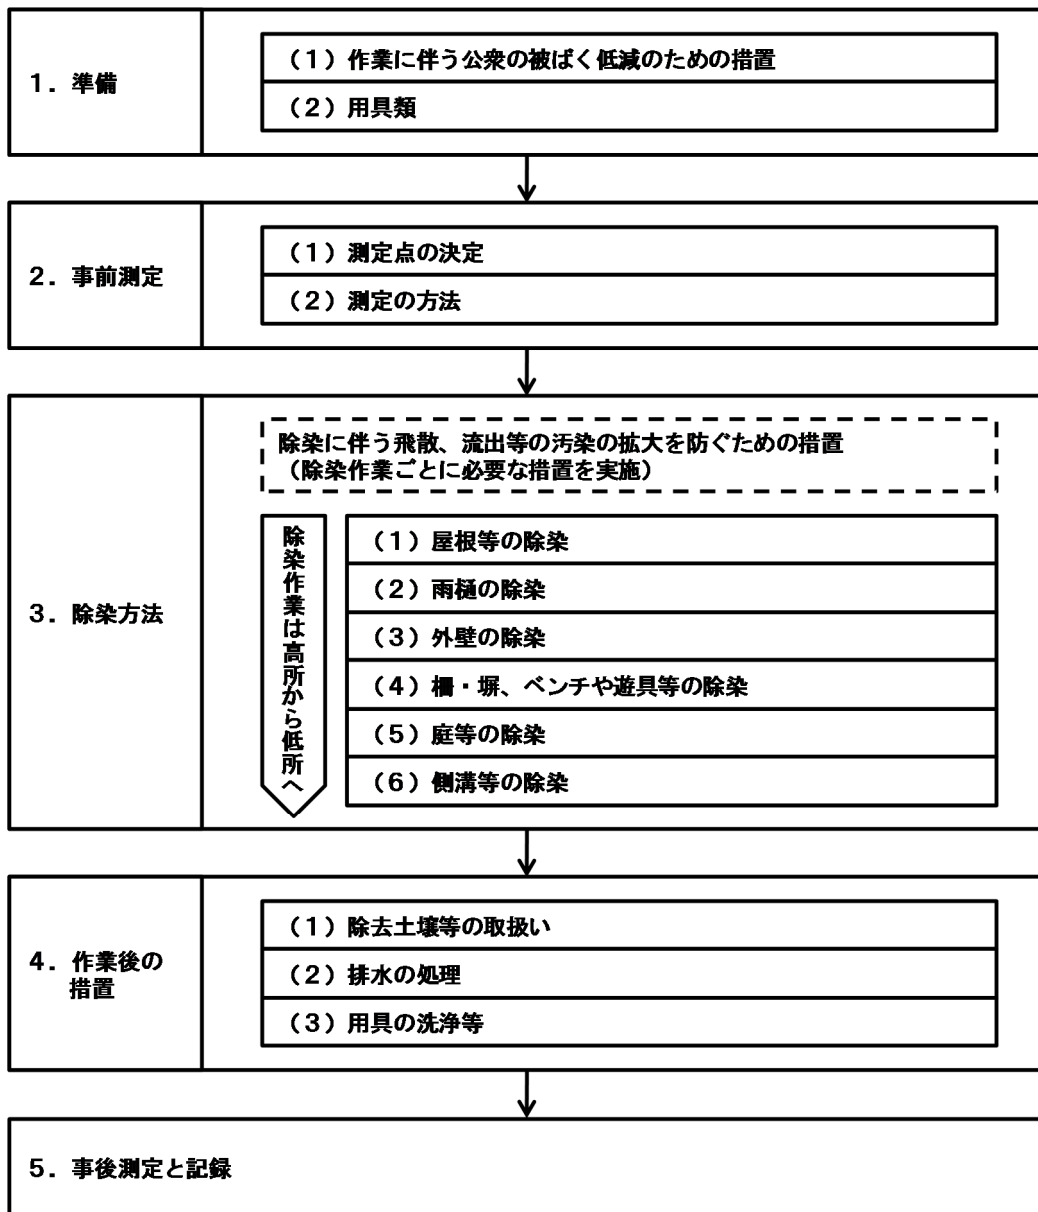 1．準備
（1）作業に伴う公衆の被ばく低減のための措置
（2）用具類
2．事前測定
（1）測定点の決定
（2）測定の方法
3．除染方法
除染に伴う飛散、流出等の汚染の拡大を防ぐための措置
（除染作業ごとに必要な措置を実施）
除染作業は高所から低所へ
（1）屋根等の除染
（2）雨樋の除染
（3）外壁の除染
（4）柵・塀、ベンチや遊具等の除染
（5）庭等の除染
（6）側溝等の除染
4．作業後の
措置
（1）除去土壌等の取扱い
（2）排水の処理
（3）用具の洗浄等
5．事後測定と記録